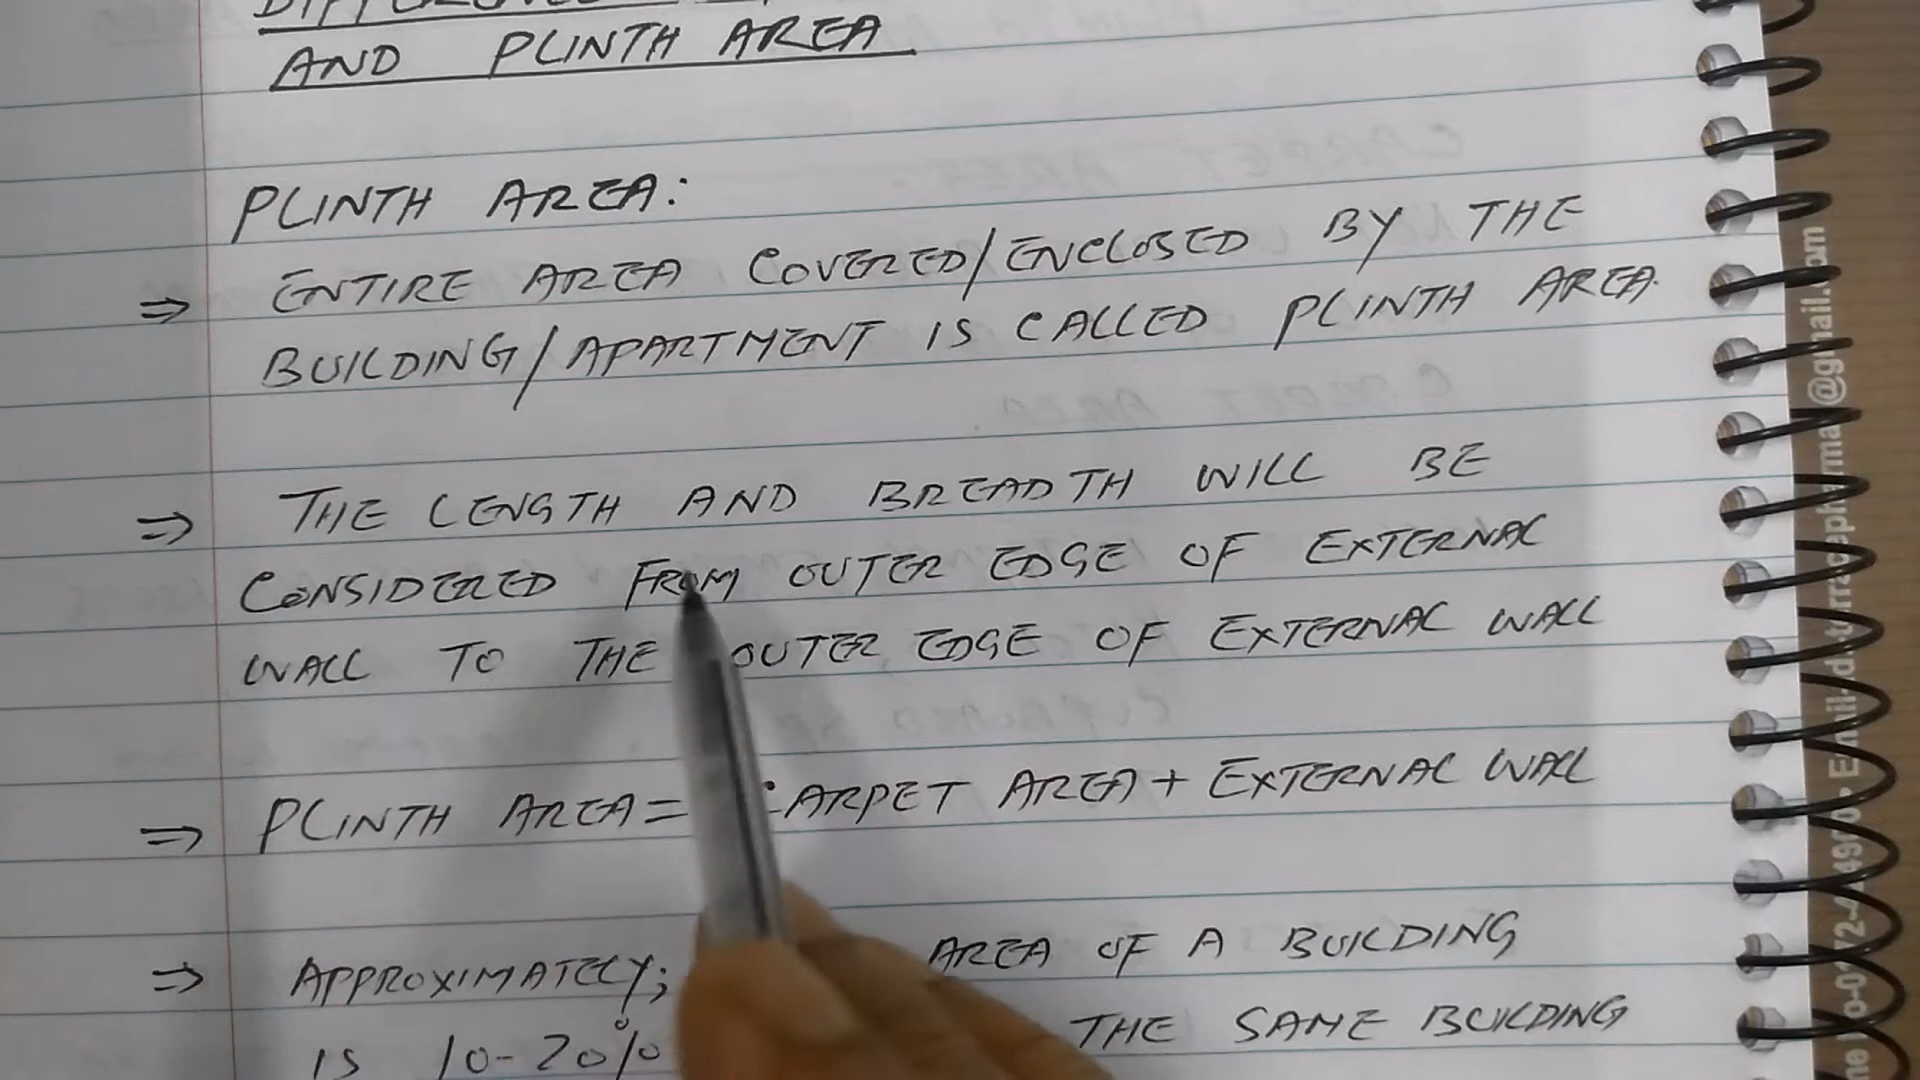 AND PLINTH AREA
PLINTH AREA:
⇒ ENTIRE AREA COVERED/ENCLOSED BY THE
BUILDING/APARTMENT IS CALLED PLINTH AREA.
⇒ THE LENGTH AND BREADTH WILL BE
CONSIDERED FROM OUTER EDGE OF EXTERNAL
WALL TO THE OUTER EDGE OF EXTERNAL WALL
⇒ PLINTH AREA = CARPET AREA + EXTERNAL WALL
⇒ APPROXIMATELY; AREA OF A BUILDING
IS 10-20% THE SAME BUILDING